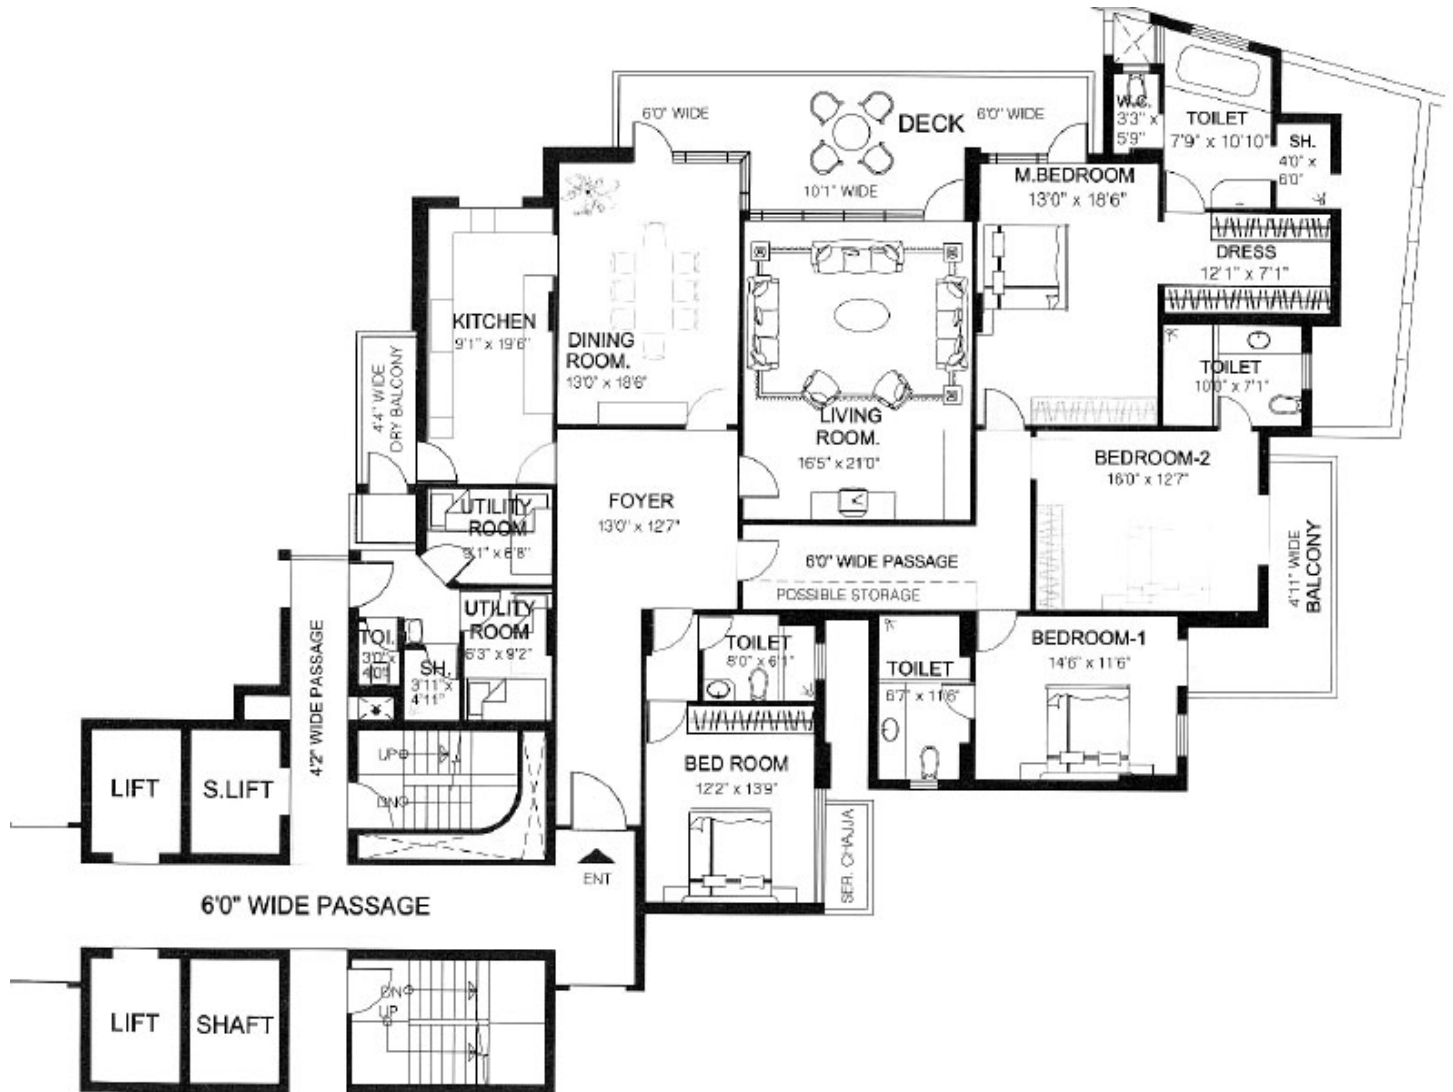 6'0" WIDE
DECK
6'0" WIDE
10'1" WIDE
W.C.
3'3" x
5'9"
TOILET
7'9" x 10'10"
SH.
4'0" x
6'0"
M.BEDROOM
13'0" x 18'6"
DRESS
12'1" x 7'1"
KITCHEN
9'1" x 19'6"
DINING
ROOM.
13'0" x 18'6"
4'4" WIDE
DRY BALCONY
LIVING
ROOM.
16'5" x 21'0"
TOILET
10'0" x 7'1"
BEDROOM-2
16'0" x 12'7"
FOYER
13'0" x 12'7"
UTILITY
ROOM
9'1" x 6'8"
6'0" WIDE PASSAGE
POSSIBLE STORAGE
4'11" WIDE
BALCONY
UTILITY
ROOM
6'3" x 9'2"
TOI.
3'0" x
4'0"
SH.
3'11" x
4'11"
4'2" WIDE PASSAGE
TOILET
8'0" x 6'1"
TOILET
6'7" x 11'6"
BEDROOM-1
14'6" x 11'6"
LIFT
S.LIFT
UP
DN
BED ROOM
12'2" x 13'9"
SER. CHAJJA
ENT
6'0" WIDE PASSAGE
LIFT
SHAFT
DN
UP